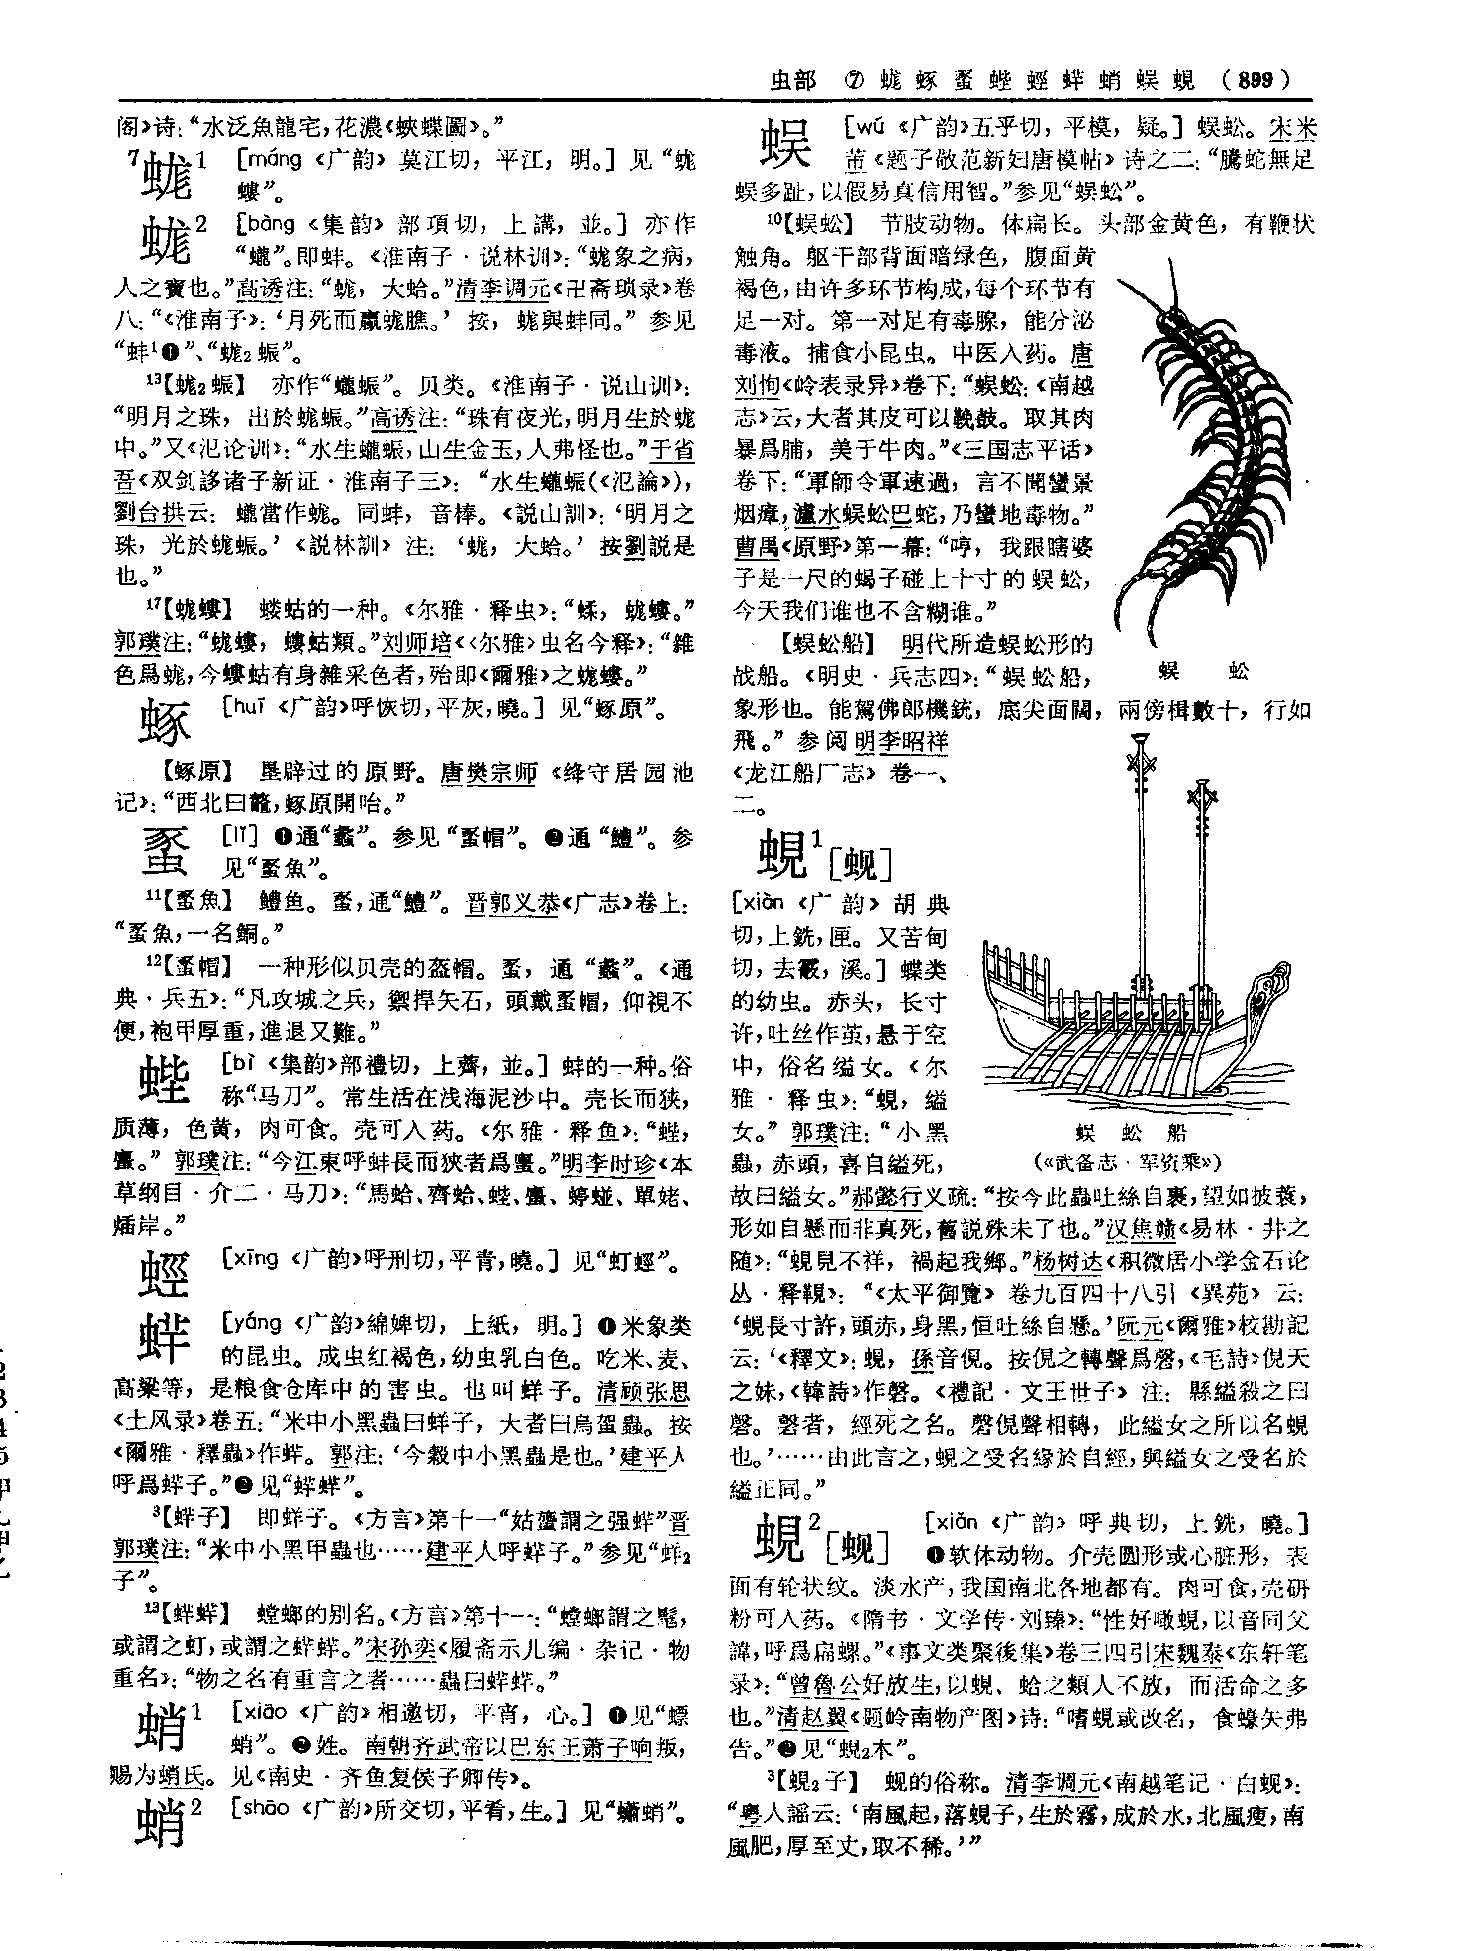 虫部　⑦ 蛖 䖶 蟸 蜌 蛵 蛘 蛸 蜈 蜆 （899）
阁》诗：“水泛魚龍宅，花濃《蛺蝶圖》。”
7蛖1　［máng《广韵》莫江切，平江，明。］见“蛖
螻”。
蛖2　［bàng《集韵》部項切，上講，並。］亦作
“蠬”。即蚌。《淮南子·说林训》：“蛖象之病，
人之寳也。”高诱注：“蛖，大蛤。”清李调元《卍斋琐录》卷
八：“《淮南子》：‘月死而蠃蛖膲。’按，蛖與蚌同。”参见
“蚌1❶”、“蛖2蜄”。
13【蛖2蜄】　亦作“蠬蜄”。贝类。《淮南子·说山训》：
“明月之珠，出於蛖蜄。”高诱注：“珠有夜光，明月生於蛖
中。”又《氾论训》：“水生蠬蜄，山生金玉，人弗怪也。”于省
吾《双剑誃诸子新证·淮南子三》：“水生蠬蜄（《氾論》），
劉台拱云：蠬當作蛖。同蚌，音棒。《説山訓》：‘明月之
珠，光於蛖蜄。’《説林訓》注：‘蛖，大蛤。’按劉説是
也。”
17【蛖螻】　蝼蛄的一种。《尔雅·释虫》：“蝚，蛖螻。”
郭璞注：“蛖螻，螻蛄類。”刘师培《〈尔雅〉虫名今释》：“雜
色爲蛖，今螻蛄有身雜采色者，殆即《爾雅》之蛖螻。”
［huī《广韵》呼恢切，平灰，曉。］见“原”。
【原】　垦辟过的原野。唐樊宗师《绛守居园池
记》：“西北曰鼇，原開咍。”
［lǐ］❶通“蠡”。参见“帽”。❷通“鱧”。参
见“魚”。
11【魚】　鳢鱼。通“鱧”。晋郭义恭《广志》卷上：
“魚，一名鮦。”
12【帽】　一种形似贝壳的盔帽。通“蠡”。《通
典·兵五》：“凡攻城之兵，禦捍矢石，頭戴帽，仰視不
便，袍甲厚重，進退又難。”
蜌　［bì《集韵》部禮切，上薺，並。］蚌的一种。俗
称“马刀”。常生活在浅海泥沙中。壳长而狭，
质薄，色黄，肉可食。壳可入药。《尔雅·释鱼》：“蜌，
螷。”郭璞注：“今江東呼蚌長而狹者爲螷。”明李时珍《本
草纲目·介二·马刀》：“馬蛤、齊蛤、蜌、螷、蝏䗒、單姥、
𤌴岸。”
蛵　［xīng《广韵》呼刑切，平青，曉。］见“虰蛵”。
［yáng《广韵》綿婢切，上紙，明。］❶米象类
的昆虫。成虫红褐色，幼虫乳白色。吃米、麦、
高粱等，是粮食仓库中的害虫。也叫蛘子。清顾张思
《土风录》卷五：“米中小黑蟲曰蛘子，大者曰烏䵷蟲。按
《爾雅·釋蟲》作蛘。郭注：‘今穀中小黑蟲是也。’建平人
呼爲蛘子。”❷见“蛘蛘”。
3【蛘子】　即蛘子。《方言》第十一“姑䗐謂之强蛘”晋
郭璞注：“米中小黑甲蟲也……建平人呼蛘子。”参见“蛘2
子”。
13【蛘蛘】　螳螂的别名。《方言》第十一：“螳螂謂之髦，
或謂之虰，或謂之蛘蛘。”宋孙奕《履斋示儿编·杂记·物
重名》：“物之名有重言之者……蟲曰蛘蛘。”
蛸1　［xiāo《广韵》相邀切，平宵，心。］❶见“螵
蛸”。❷姓。南朝齐武帝以巴东王萧子响叛，
赐为蛸氏。见《南史·齐鱼复侯子卿传》。
蛸2　［shāo《广韵》所交切，平肴，生。］见“蠨蛸”。
蜈　［wú《广韵》五乎切，平模，疑。］蜈蚣。宋米
芾《题子敬范新妇唐模帖》诗之二：“騰蛇無足
蜈多趾，以假易真信用智。”参见“蜈蚣”。
10【蜈蚣】　节肢动物。体扁长。头部金黄色，有鞭状
触角。躯干部背面暗绿色，腹面黄
褐色，由许多环节构成，每个环节有
足一对。第一对足有毒腺，能分泌
毒液。捕食小昆虫。中医入药。唐
刘恂《岭表录异》卷下：“蜈蚣：《南越
志》云，大者其皮可以鞔鼓。取其肉
暴爲脯，美于牛肉。”《三国志平话》
卷下：“軍師令軍速過，言不聞蠻景
烟瘴，瀘水蜈蚣巴蛇，乃蠻地毒物。”
曹禺《原野》第一幕：“哼，我跟瞎婆
子是一尺的蝎子碰上十寸的蜈蚣，
今天我们谁也不含糊谁。”
蜈　蚣
【蜈蚣船】　明代所造蜈蚣形的
战船。《明史·兵志四》：“蜈蚣船，
象形也。能駕佛郎機銃，底尖面闊，兩傍楫數十，行如
飛。”参阅明李昭祥
《龙江船厂志》卷一、
二。
蜈　蚣　船
（《武备志·军资乘》）
蜆1［蚬］
［xiàn《广韵》胡典
切，上銑，匣。又苦甸
切，去霰，溪。］蝶类
的幼虫。赤头，长寸
许，吐丝作茧，悬于空
中，俗名缢女。《尔
雅·释虫》：“蜆，縊
女。”郭璞注：“小黑
蟲，赤頭，喜自縊死，
故曰縊女。”郝懿行义疏：“按今此蟲吐絲自裹，望如披蓑，
形如自懸而非真死，舊説殊未了也。”汉焦赣《易林·井之
随》：“蜆見不祥，禍起我鄉。”杨树达《积微居小学金石论
丛·释靦》：“《太平御覽》卷九百四十八引《異苑》云：
‘蜆長寸許，頭赤，身黑，恒吐絲自懸。’阮元《爾雅》校勘記
云：‘《釋文》：蜆，孫音俔。按俔之轉聲爲磬，《毛詩》俔天
之妹，《韓詩》作磬。《禮記·文王世子》注：縣縊殺之曰
磬。磬者，經死之名。磬俔聲相轉，此縊女之所以名蜆
也。’……由此言之，蜆之受名緣於自經，與縊女之受名於
縊正同。”
蜆2［蚬］　［xiǎn《广韵》呼典切，上銑，曉。］
❶软体动物。介壳圆形或心脏形，表
面有轮状纹。淡水产，我国南北各地都有。肉可食，壳研
粉可入药。《隋书·文学传·刘臻》：“性好噉蜆，以音同父
諱，呼爲扁螺。”《事文类聚後集》卷三四引宋魏泰《东轩笔
录》：“曾魯公好放生，以蜆、蛤之類人不放，而活命之多
也。”清赵翼《题岭南物产图》诗：“嗜蜆或改名，食蠔矢弗
告。”❷见“蜆2木”。
3【蜆2子】　蚬的俗称。清李调元《南越笔记·白蚬》：
“粵人謡云：‘南風起，落蜆子，生於霧，成於水，北風瘦，南
風肥，厚至丈，取不稀。’”